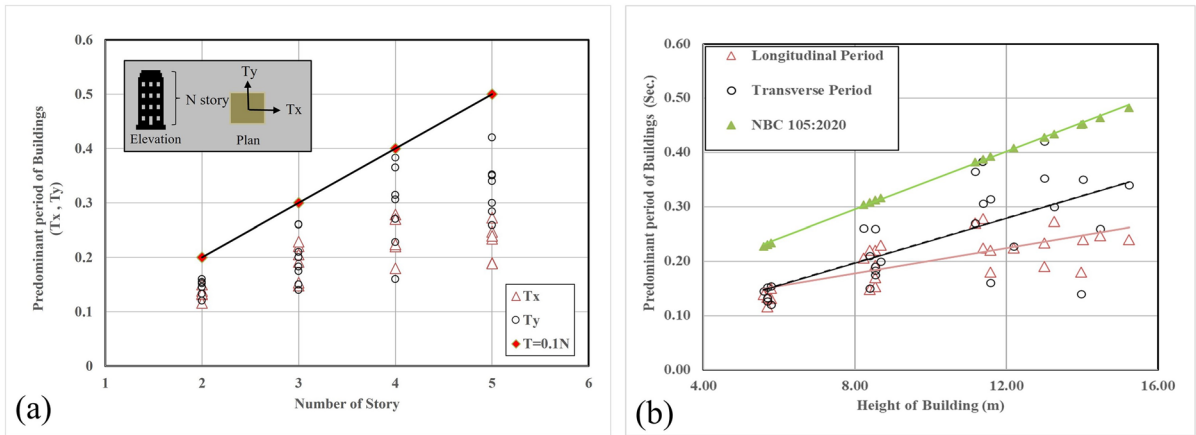 0.6
0.5
0.4
0.3
0.2
0.1
0
Predominant period of Buildings
(Tx , Ty)
Ty
N story
Tx
Elevation
Plan
Tx
Ty
T=0.1N
1 2 3 4 5 6
Number of Story
(a)
0.60
0.50
0.40
0.30
0.20
0.10
0.00
Predominant period of Buildings (Sec.)
Longitudinal Period
Transverse Period
NBC 105:2020
4.00 8.00 12.00 16.00
Height of Building (m)
(b)